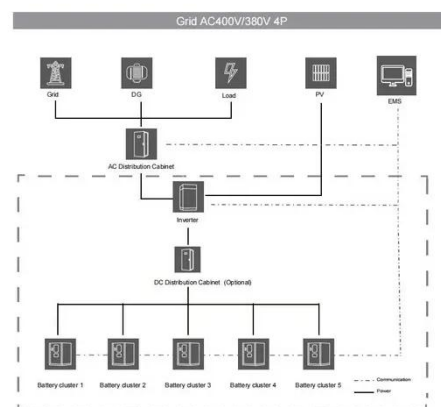 Grid AC400V/380V 4P
Grid
DG
Load
PV
EMS
AC Distribution Cabinet
Inverter
DC Distribution Cabinet (Optional)
Battery cluster 1
Battery cluster 2
Battery cluster 3
Battery cluster 4
Battery cluster 5
Communication
Power